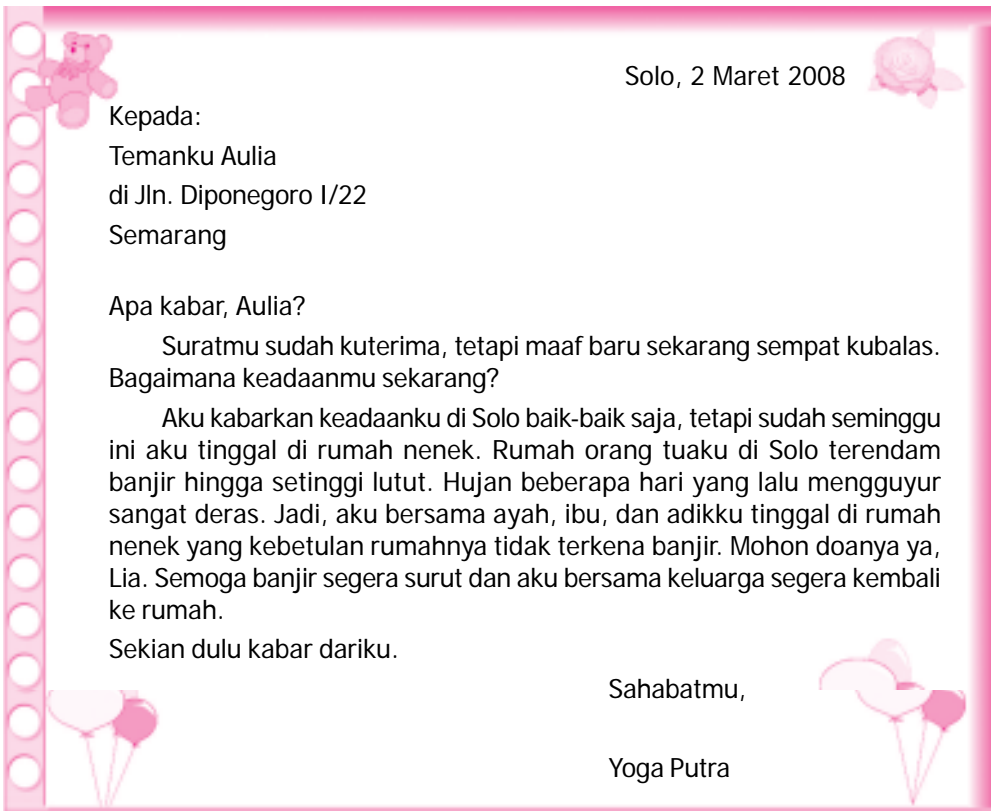 Solo, 2 Maret 2008
Kepada:
Temanku Aulia
di Jln. Diponegoro I/22
Semarang
Apa kabar, Aulia?
Suratmu sudah kuterima, tetapi maaf baru sekarang sempat kubalas.
Bagaimana keadaanmu sekarang?
Aku kabarkan keadaanku di Solo baik-baik saja, tetapi sudah seminggu
ini aku tinggal di rumah nenek. Rumah orang tuaku di Solo terendam
banjir hingga setinggi lutut. Hujan beberapa hari yang lalu mengguyur
sangat deras. Jadi, aku bersama ayah, ibu, dan adikku tinggal di rumah
nenek yang kebetulan rumahnya tidak terkena banjir. Mohon doanya ya,
Lia. Semoga banjir segera surut dan aku bersama keluarga segera kembali
ke rumah.
Sekian dulu kabar dariku.
Sahabatmu,
Yoga Putra